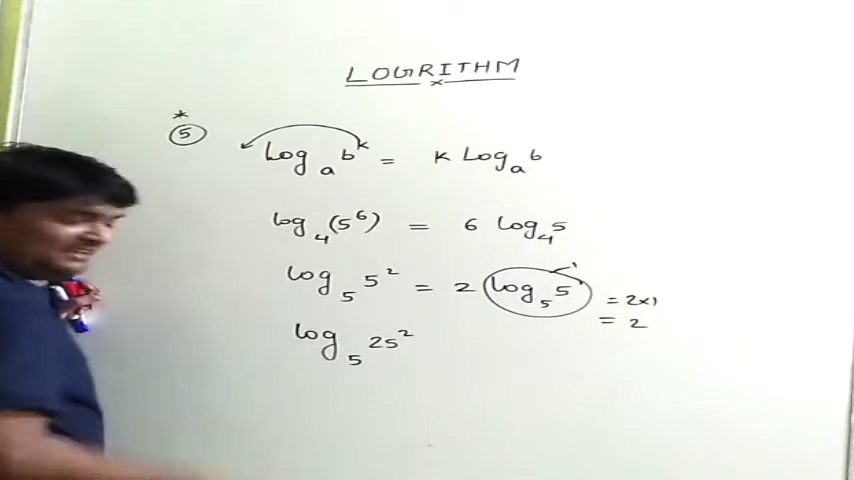 LOGRITHM
×
*
5
Log_a b^k = K Log_a b
log_4 (5^6) = 6 Log_4 5
log_5 5^2 = 2 log_5 5 1 = 2×1
= 2
log_5 25^2